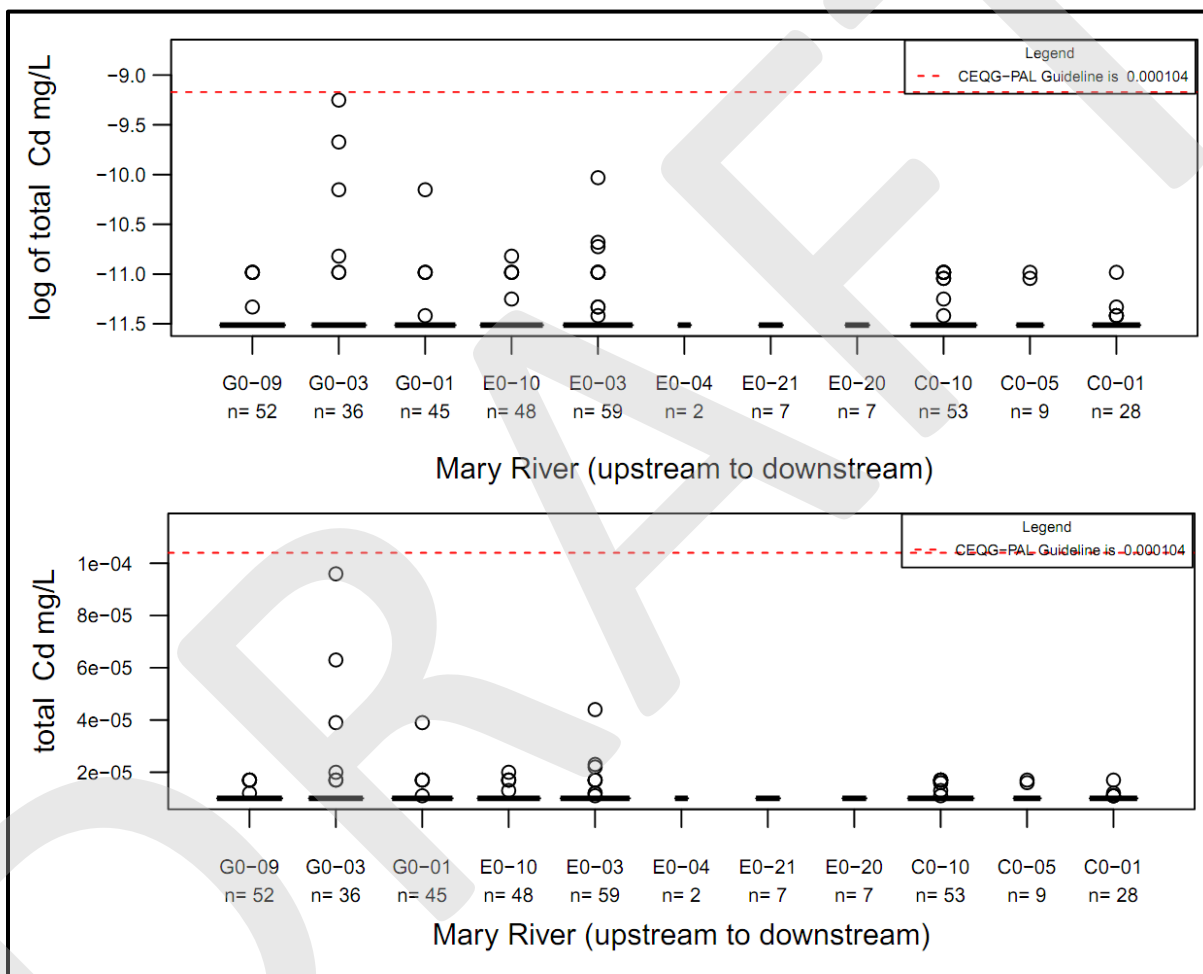 Legend
CEQG-PAL Guideline is 0.000104
log of total Cd mg/L
−9.0
−9.5
−10.0
−10.5
−11.0
−11.5
G0−09 G0−03 G0−01 E0−10 E0−03 E0−04 E0−21 E0−20 C0−10 C0−05 C0−01
n= 52 n= 36 n= 45 n= 48 n= 59 n= 2 n= 7 n= 7 n= 53 n= 9 n= 28
Mary River (upstream to downstream)
Legend
CEQG-PAL Guideline is 0.000104
total Cd mg/L
1e−04
8e−05
6e−05
4e−05
2e−05
G0−09 G0−03 G0−01 E0−10 E0−03 E0−04 E0−21 E0−20 C0−10 C0−05 C0−01
n= 52 n= 36 n= 45 n= 48 n= 59 n= 2 n= 7 n= 7 n= 53 n= 9 n= 28
Mary River (upstream to downstream)
DRAFT